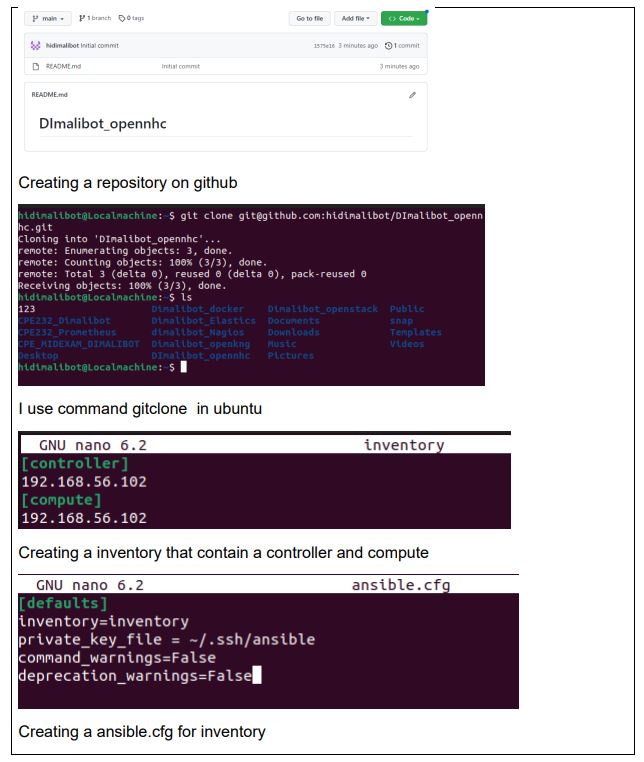 main 1 branch 0 tags Go to file Add file Code
hidimalibot Initial commit 1575e16 3 minutes ago 1 commit
README.md Initial commit 3 minutes ago
README.md
DImalibot_opennhc
Creating a repository on github
hidimalibot@Localmachine:~$ git clone git@github.com:hidimalibot/DImalibot_openn
hc.git
Cloning into 'DImalibot_opennhc'...
remote: Enumerating objects: 3, done.
remote: Counting objects: 100% (3/3), done.
remote: Total 3 (delta 0), reused 0 (delta 0), pack-reused 0
Receiving objects: 100% (3/3), done.
hidimalibot@Localmachine:~$ ls
123 Dimalibot_docker Dimalibot_openstack Public
CPE232_Dimalibot Dimalibot_Elastics Documents snap
CPE232_Prometheus dimalibot_Nagios Downloads Templates
CPE_MIDEXAM_DIMALIBOT Dimalibot_openkng Music Videos
Desktop DImalibot_opennhc Pictures
hidimalibot@Localmachine:~$
I use command gitclone in ubuntu
GNU nano 6.2 inventory
[controller]
192.168.56.102
[compute]
192.168.56.102
Creating a inventory that contain a controller and compute
GNU nano 6.2 ansible.cfg
[defaults]
inventory=inventory
private_key_file = ~/.ssh/ansible
command_warnings=False
deprecation_warnings=False
Creating a ansible.cfg for inventory